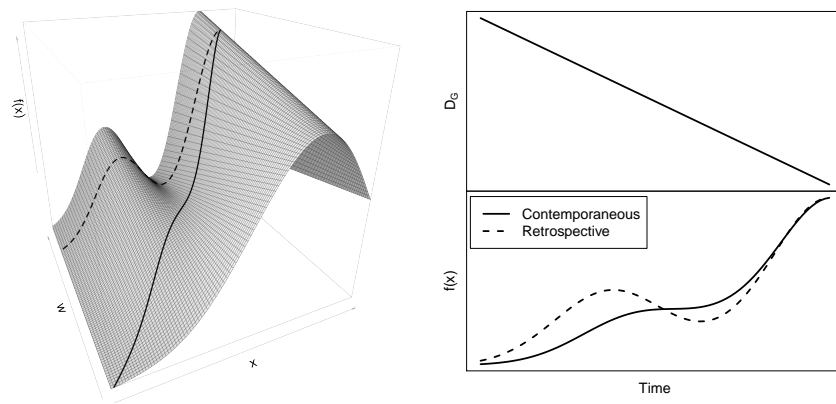 f(x)
w
x
D_G
Contemporaneous
Retrospective
f(x)
Time